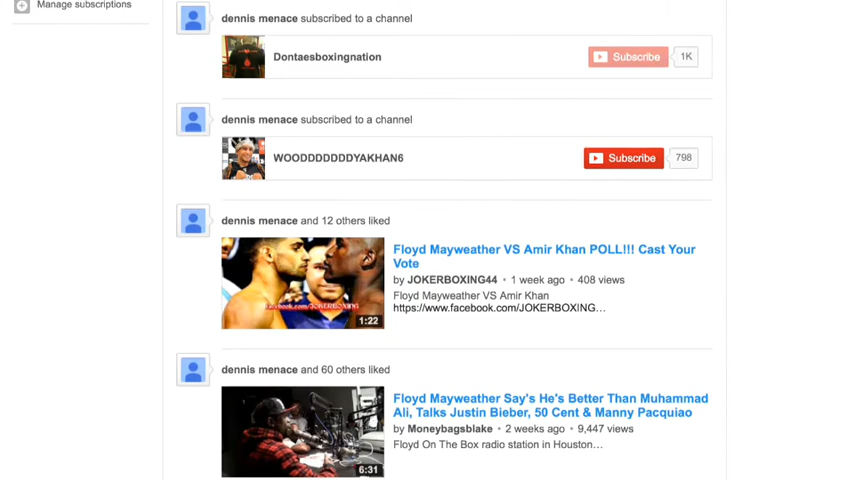 Manage subscriptions
dennis menace subscribed to a channel
Dontaesboxingnation
Subscribe
1K
dennis menace subscribed to a channel
WOODDDDDDDYAKHAN6
Subscribe
798
dennis menace and 12 others liked
Floyd Mayweather VS Amir Khan POLL!!! Cast Your
Vote
by JOKERBOXING44 • 1 week ago • 408 views
Floyd Mayweather VS Amir Khan
https://www.facebook.com/JOKERBOXING...
facebook.com/JOKERBOXING
1:22
dennis menace and 60 others liked
Floyd Mayweather Say's He's Better Than Muhammad
Ali, Talks Justin Bieber, 50 Cent & Manny Pacquiao
by Moneybagsblake • 2 weeks ago • 9,447 views
Floyd On The Box radio station in Houston...
6:31